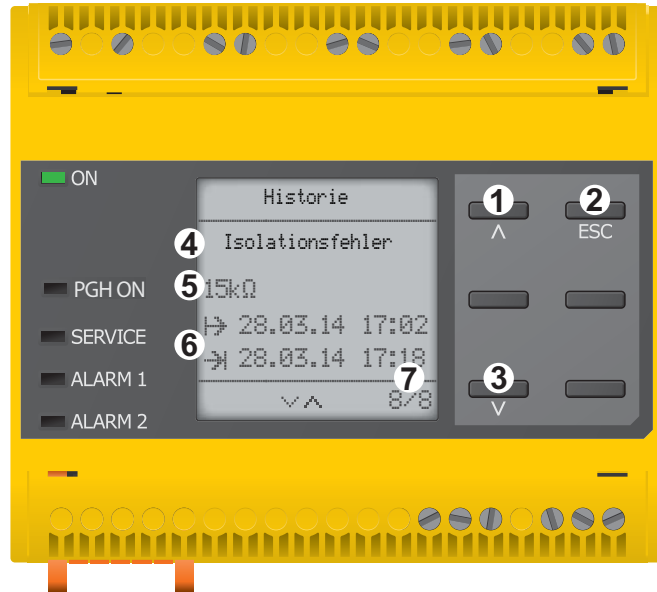 ON
PGH ON
SERVICE
ALARM 1
ALARM 2
Historie
4 Isolationsfehler
5 15kΩ
28.03.14 17:02
6
28.03.14 17:18
7
8/8
1
2
ESC
3